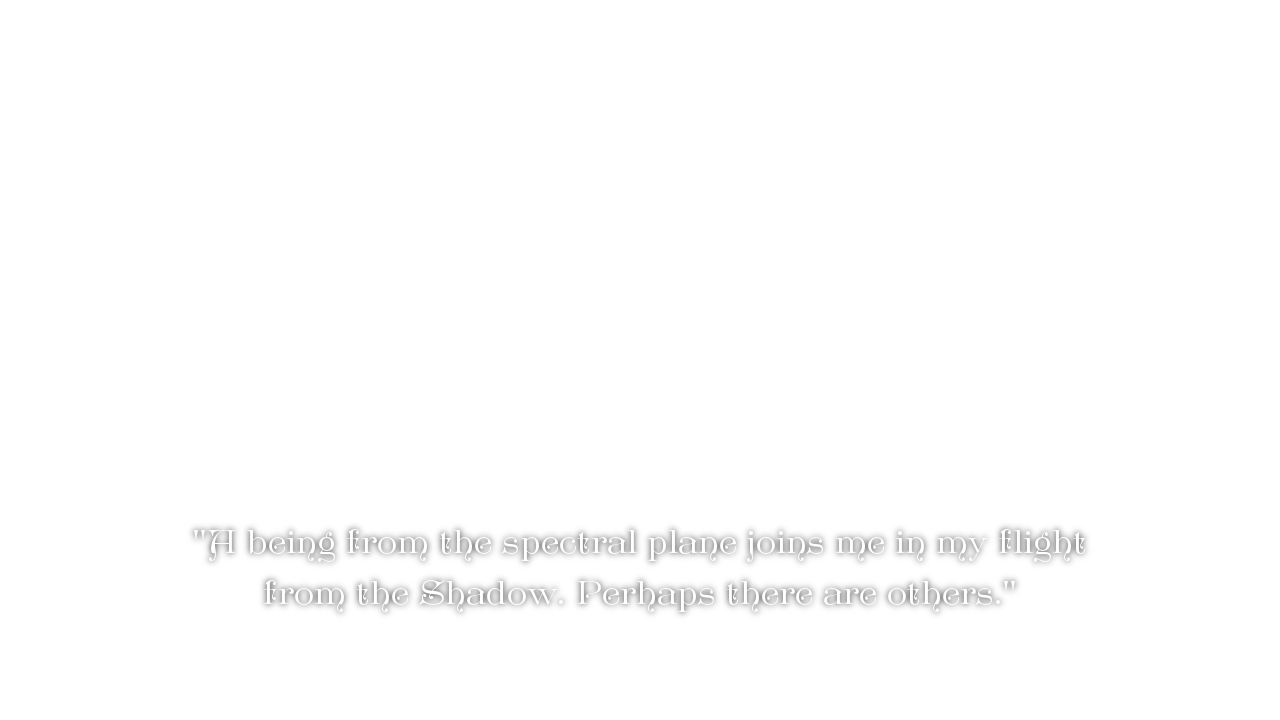 "A being from the spectral plane joins me in my flight
from the Shadow. Perhaps there are others."